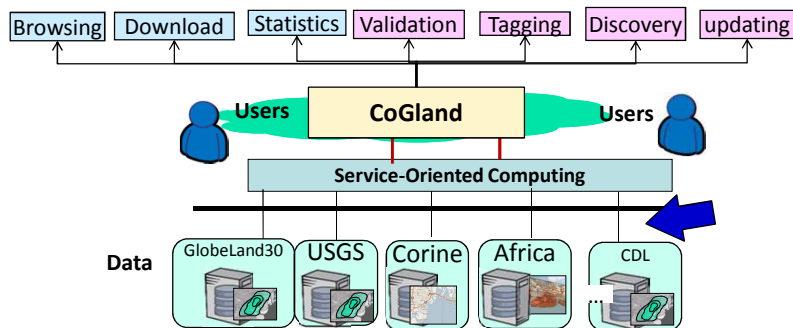 Browsing
Download
Statistics
Validation
Tagging
Discovery
updating
Users
CoGland
Users
Service-Oriented Computing
Data
GlobeLand30
USGS
Corine
Africa
...
CDL